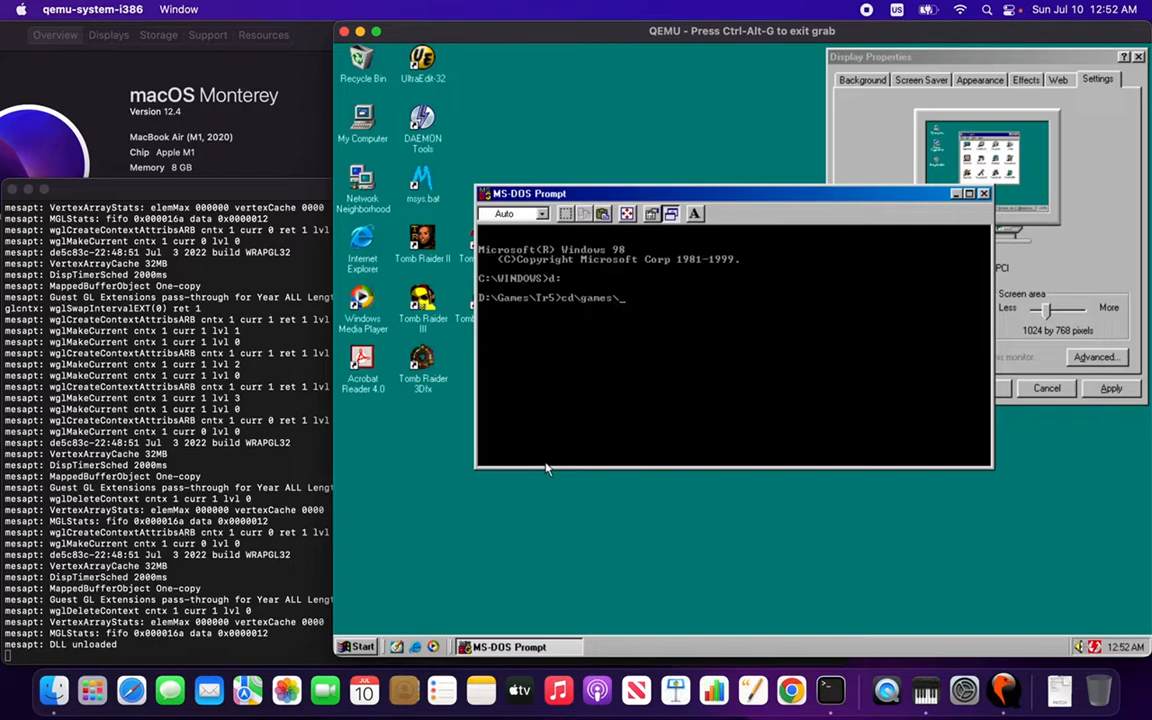 qemu-system-i386 Window
US Sun Jul 10 12:52 AM
Overview Displays Storage Support Resources
macOS Monterey
Version 12.4
MacBook Air (M1, 2020)
Chip Apple M1
Memory 8 GB
mesapt: VertexArrayStats: elemMax 000000 vertexCache 0000
mesapt: MGLStats: fifo 0x000016a data 0x0000012
mesapt: wglCreateContextAttribsARB cntx 1 curr 0 ret 1 lvl
mesapt: wglMakeCurrent cntx 1 curr 1 lvl 0
mesapt: de5c83c-22:48:51 Jul 3 2022 build WRAPGL32
mesapt: VertexArrayCache 32MB
mesapt: DispTimerSched 2000ms
mesapt: MappedBufferObject One-copy
mesapt: Guest GL Extensions pass-through for Year ALL Leng
glcntx: wglSwapIntervalEXT(0) ret 1
mesapt: wglCreateContextAttribsARB cntx 1 curr 1 ret 1 lvl
mesapt: wglMakeCurrent cntx 1 curr 1 lvl 1
mesapt: wglMakeCurrent cntx 1 curr 1 lvl 0
mesapt: wglCreateContextAttribsARB cntx 1 curr 1 ret 1 lvl
mesapt: wglMakeCurrent cntx 1 curr 1 lvl 2
mesapt: wglMakeCurrent cntx 1 curr 1 lvl 0
mesapt: wglCreateContextAttribsARB cntx 1 curr 1 ret 1 lvl
mesapt: wglMakeCurrent cntx 1 curr 1 lvl 3
mesapt: wglMakeCurrent cntx 1 curr 1 lvl 0
mesapt: wglCreateContextAttribsARB cntx 1 curr 0 ret 1 lvl
mesapt: wglMakeCurrent cntx 1 curr 1 lvl 0
mesapt: de5c83c-22:48:51 Jul 3 2022 build WRAPGL32
mesapt: VertexArrayCache 32MB
mesapt: DispTimerSched 2000ms
mesapt: MappedBufferObject One-copy
mesapt: Guest GL Extensions pass-through for Year ALL Leng
mesapt: wglDeleteContext cntx 1 curr 1 lvl 0
mesapt: VertexArrayStats: elemMax 000000 vertexCache 0000
mesapt: MGLStats: fifo 0x000016a data 0x0000012
mesapt: wglCreateContextAttribsARB cntx 1 curr 0 ret 1 lvl
mesapt: wglMakeCurrent cntx 1 curr 1 lvl 0
mesapt: de5c83c-22:48:51 Jul 3 2022 build WRAPGL32
mesapt: VertexArrayCache 32MB
mesapt: DispTimerSched 2000ms
mesapt: MappedBufferObject One-copy
mesapt: Guest GL Extensions pass-through for Year ALL Leng
mesapt: wglDeleteContext cntx 1 curr 1 lvl 0
mesapt: VertexArrayStats: elemMax 000000 vertexCache 0000
mesapt: MGLStats: fifo 0x000016a data 0x0000012
mesapt: DLL unloaded
QEMU - Press Ctrl-Alt-G to exit grab
Recycle Bin
UltraEdit-32
My Computer
DAEMON
Tools
Network
Neighborhood
msys.bat
Internet
Explorer
Tomb Raider II
Windows
Media Player
Tomb Raider
III
Acrobat
Reader 4.0
Tomb Raider
3Dfx
Display Properties
Background Screen Saver Appearance Effects Web Settings
PCI
Screen area
Less More
1024 by 768 pixels
this monitor.
Advanced...
Cancel Apply
MS-DOS Prompt
Auto
A
Microsoft(R) Windows 98
(C)Copyright Microsoft Corp 1981-1999.
C:\WINDOWS>d:
D:\Games\Tr5>cd\games\_
Start MS-DOS Prompt 12:52 AM
JUL
10
tv